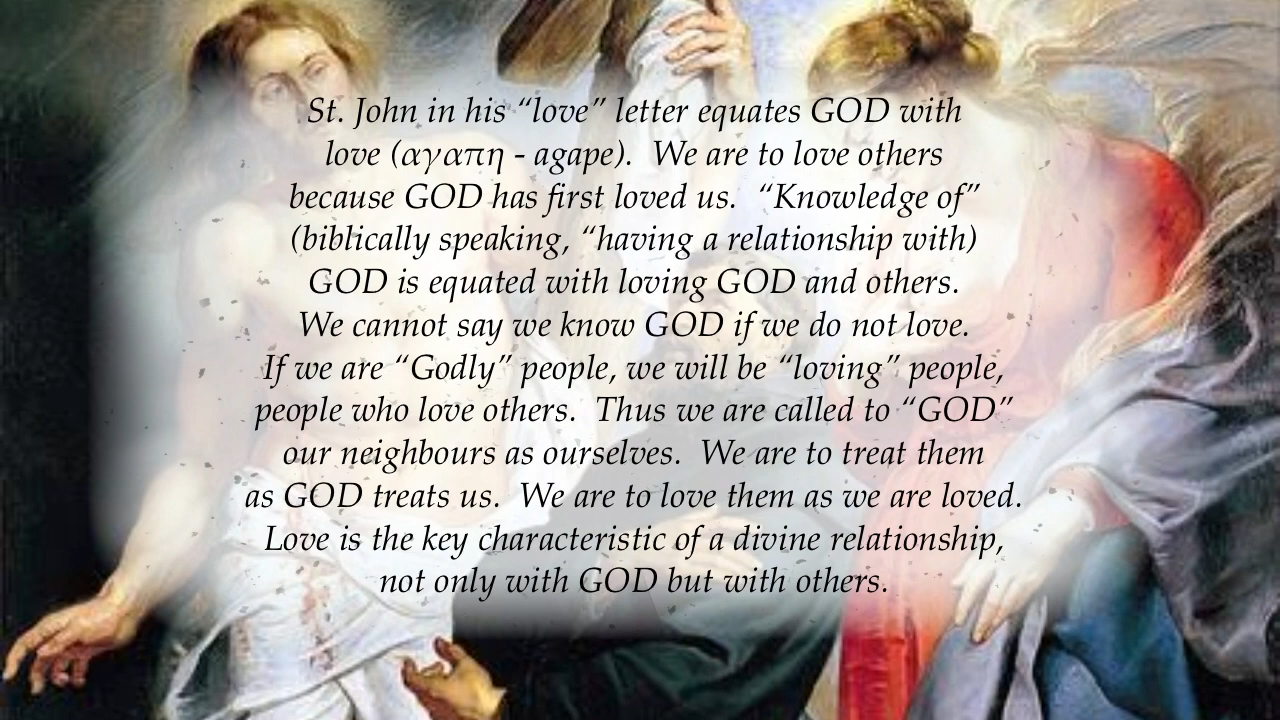 St. John in his “love” letter equates GOD with
love (αγαπη - agape).  We are to love others
because GOD has first loved us.  “Knowledge of”
(biblically speaking, “having a relationship with)
GOD is equated with loving GOD and others.
We cannot say we know GOD if we do not love.
If we are “Godly” people, we will be “loving” people,
people who love others.  Thus we are called to “GOD”
our neighbours as ourselves.  We are to treat them
as GOD treats us.  We are to love them as we are loved.
Love is the key characteristic of a divine relationship,
not only with GOD but with others.